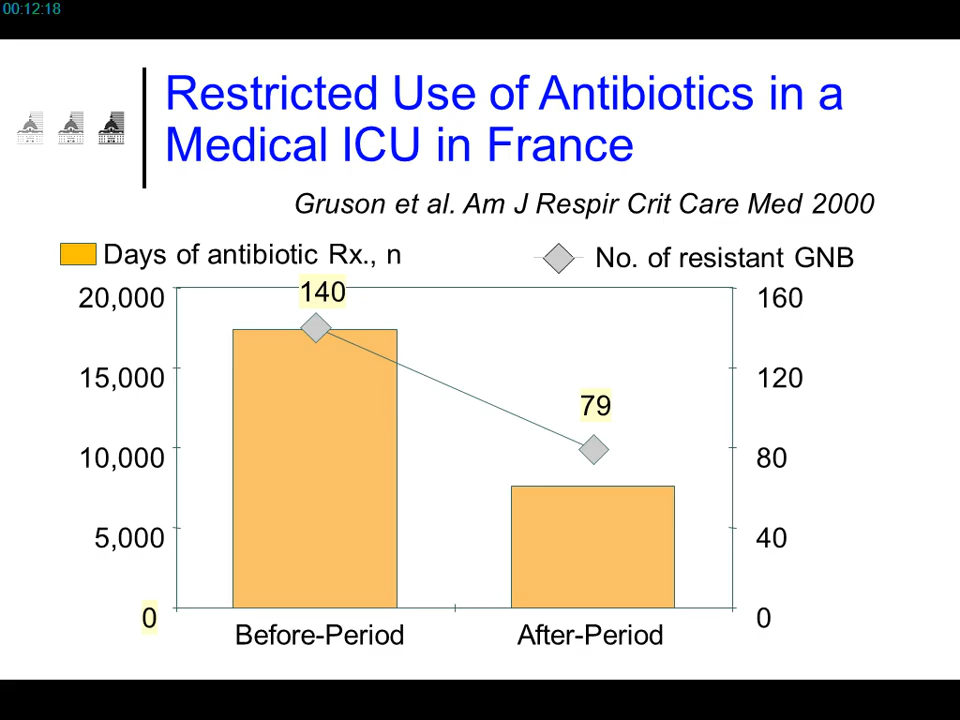 00:12:18
Restricted Use of Antibiotics in a
Medical ICU in France
Gruson et al. Am J Respir Crit Care Med 2000
Days of antibiotic Rx., n
No. of resistant GNB
20,000
15,000
10,000
5,000
0
140
79
160
120
80
40
0
Before-Period
After-Period